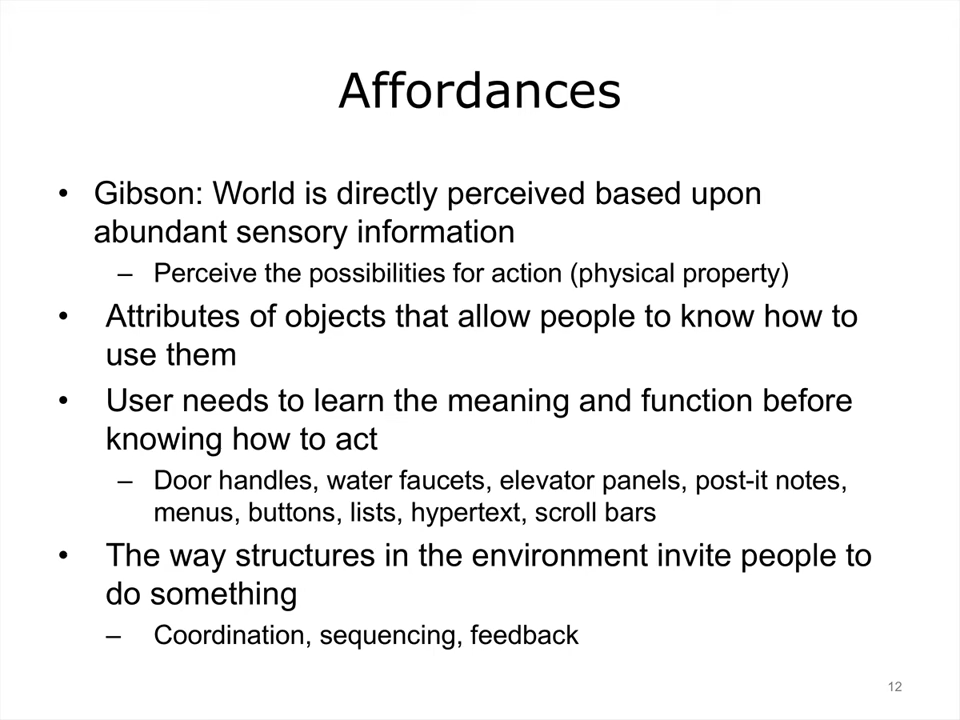 Affordances
• Gibson: World is directly perceived based upon
abundant sensory information
– Perceive the possibilities for action (physical property)
• Attributes of objects that allow people to know how to
use them
• User needs to learn the meaning and function before
knowing how to act
– Door handles, water faucets, elevator panels, post-it notes,
menus, buttons, lists, hypertext, scroll bars
• The way structures in the environment invite people to
do something
– Coordination, sequencing, feedback
12